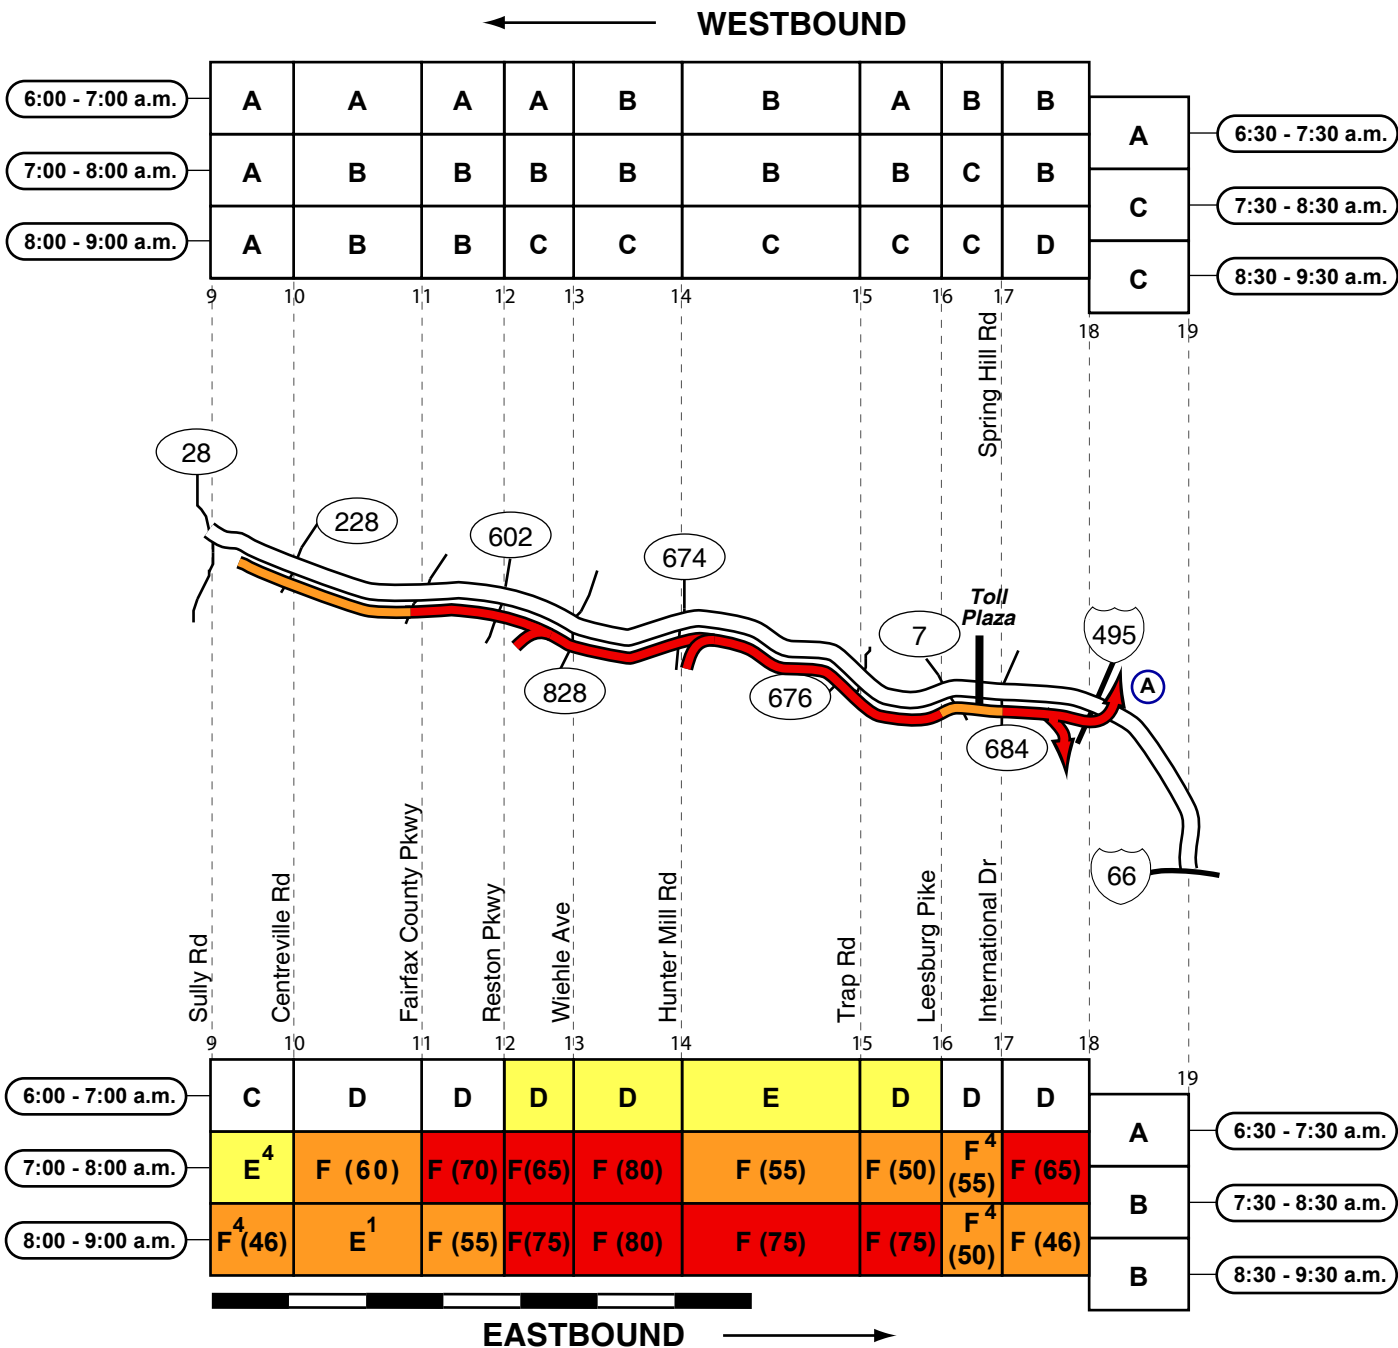 WESTBOUND
6:00 - 7:00 a.m. A A A A B B A B B
A 6:30 - 7:30 a.m.
7:00 - 8:00 a.m. A B B B B B B C B
C 7:30 - 8:30 a.m.
8:00 - 9:00 a.m. A B B C C C C C D
C 8:30 - 9:30 a.m.
9 10 11 12 13 14 15 16 17
18 19
Spring Hill Rd
28
228
602
674
Toll
Plaza
7
495
A
828
676
684
66
Sully Rd
Centreville Rd
Fairfax County Pkwy
Reston Pkwy
Wiehle Ave
Hunter Mill Rd
Trap Rd
Leesburg Pike
International Dr
9 10 11 12 13 14 15 16 17 18
19
6:00 - 7:00 a.m. C D D D D E D D D
A 6:30 - 7:30 a.m.
7:00 - 8:00 a.m. E4 F (60) F (70) F(65) F (80) F (55) F (50) F4 (55) F (65)
B 7:30 - 8:30 a.m.
8:00 - 9:00 a.m. F4(46) E1 F (55) F(75) F (80) F (75) F (75) F4 (50) F (46)
B 8:30 - 9:30 a.m.
EASTBOUND